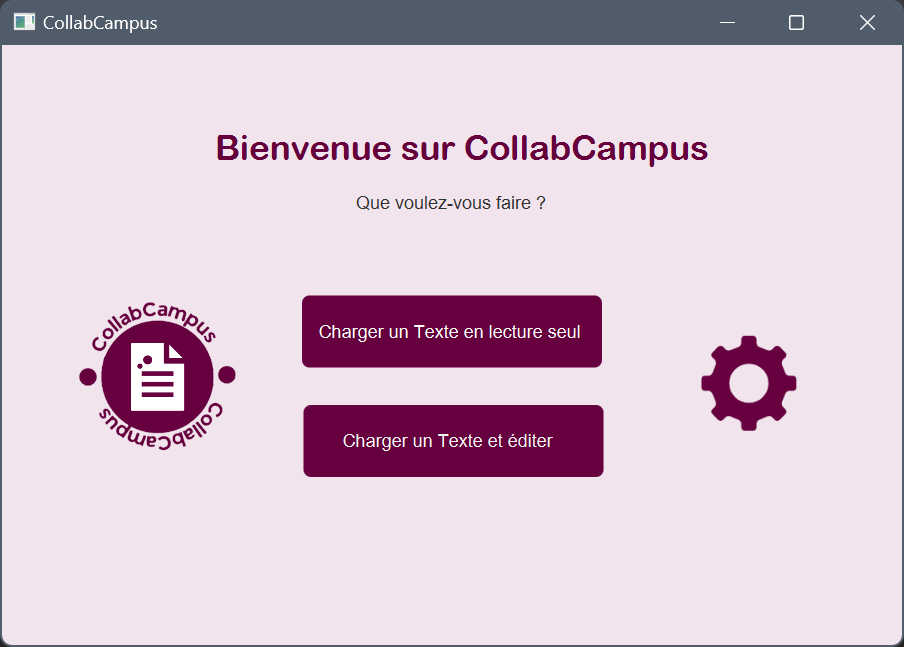 CollabCampus
Bienvenue sur CollabCampus
Que voulez-vous faire ?
CollabCampus
CollabCampus
Charger un Texte en lecture seul
Charger un Texte et éditer